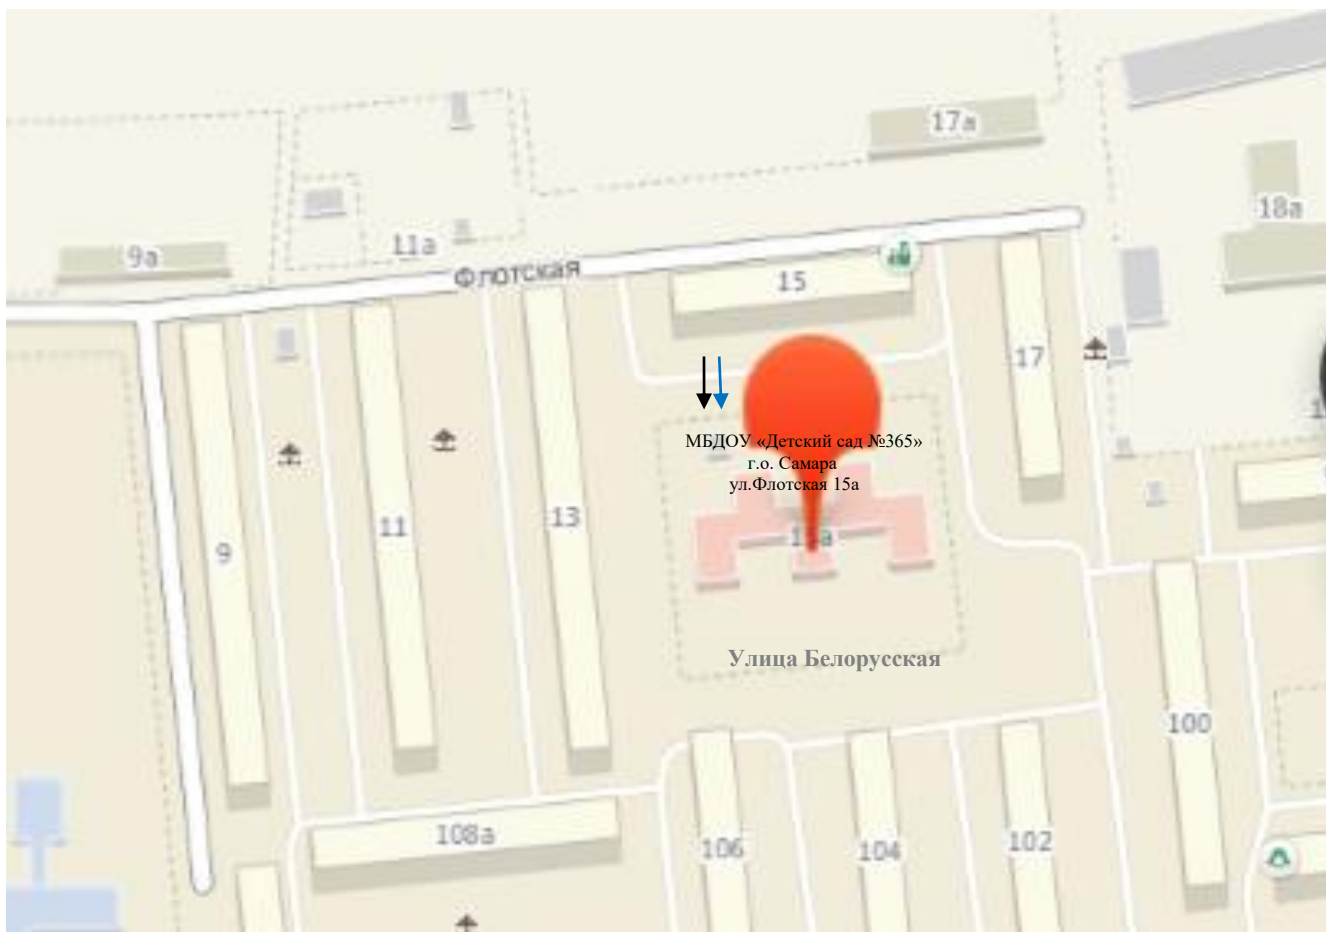 17а
18а
9а
11а
Флотская
15
17
МБДОУ «Детский сад №365»
г.о. Самара
ул.Флотская 15а
13
11
9
Улица Белорусская
100
108а
106
104
102